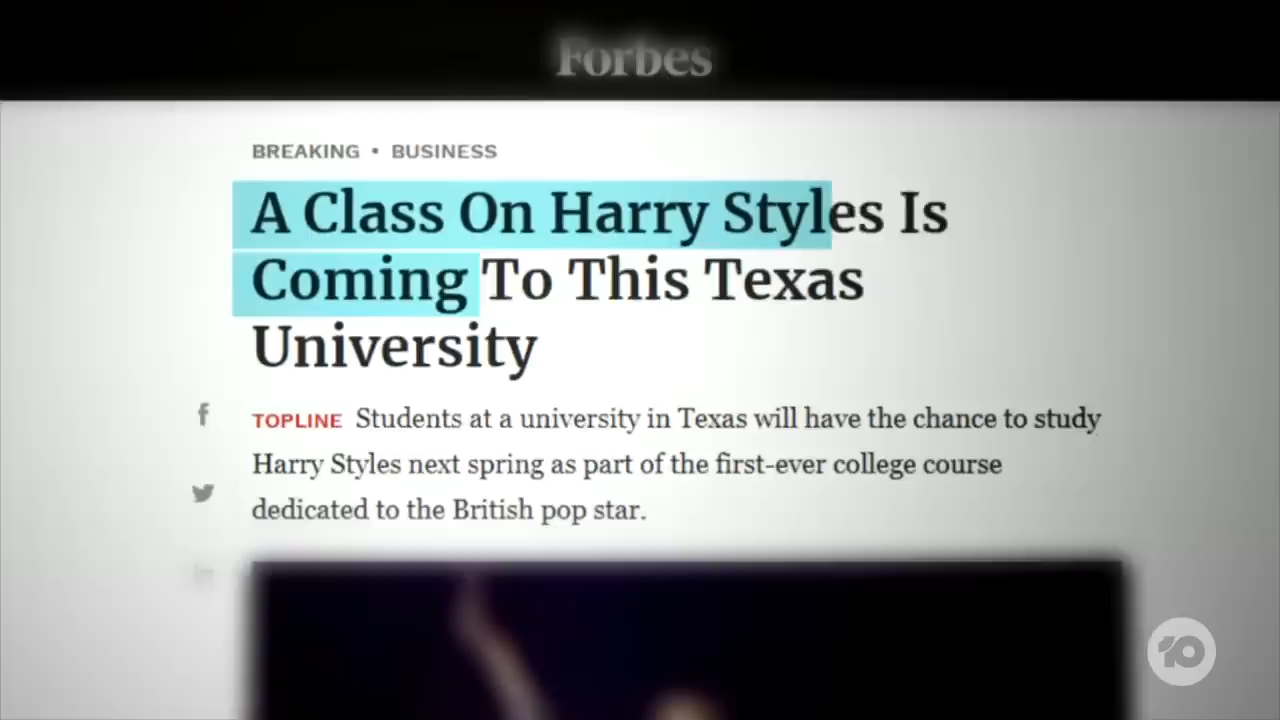 Forbes
BREAKING • BUSINESS
A Class On Harry Styles Is
Coming To This Texas
University
TOPLINE Students at a university in Texas will have the chance to study
Harry Styles next spring as part of the first-ever college course
dedicated to the British pop star.
10